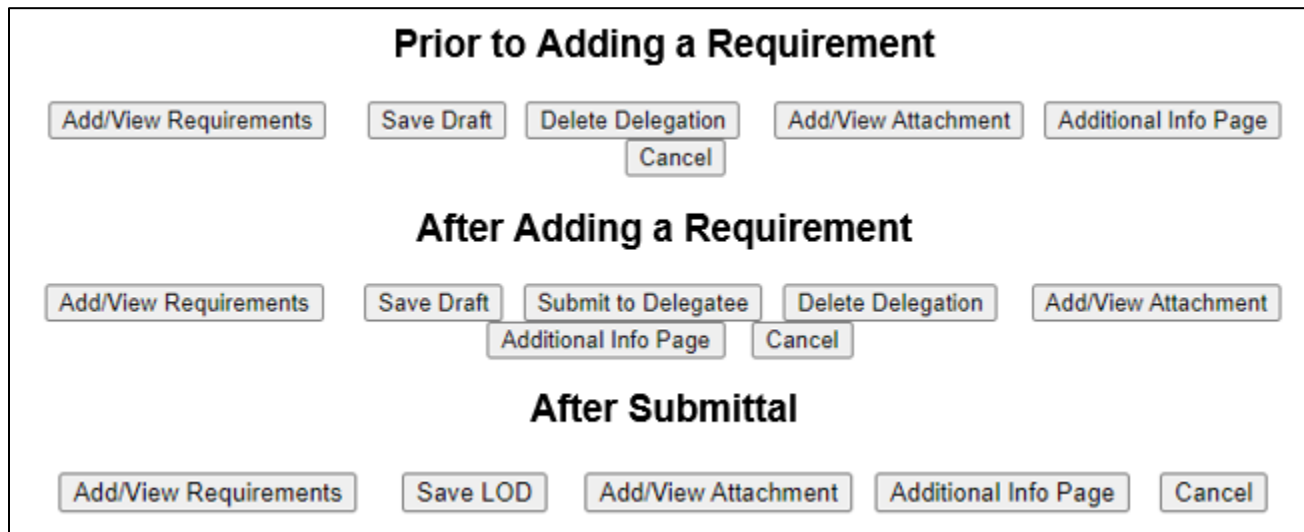 Prior to Adding a Requirement
Add/View Requirements Save Draft Delete Delegation Add/View Attachment Additional Info Page
Cancel
After Adding a Requirement
Add/View Requirements Save Draft Submit to Delegatee Delete Delegation Add/View Attachment
Additional Info Page Cancel
After Submittal
Add/View Requirements Save LOD Add/View Attachment Additional Info Page Cancel